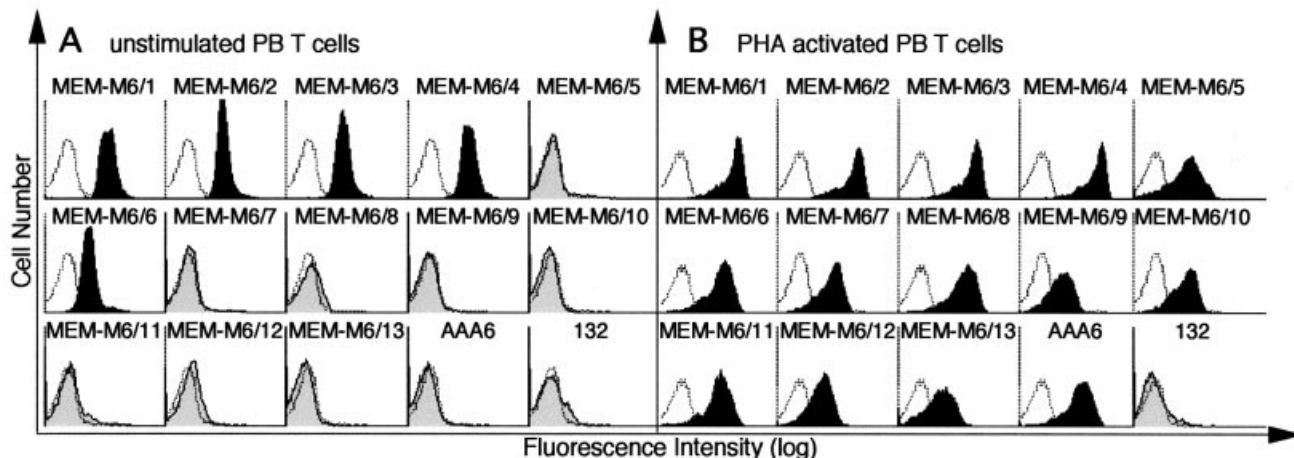 A unstimulated PB T cells B PHA activated PB T cells
MEM-M6/1 MEM-M6/2 MEM-M6/3 MEM-M6/4 MEM-M6/5 MEM-M6/1 MEM-M6/2 MEM-M6/3 MEM-M6/4 MEM-M6/5
MEM-M6/6 MEM-M6/7 MEM-M6/8 MEM-M6/9 MEM-M6/10 MEM-M6/6 MEM-M6/7 MEM-M6/8 MEM-M6/9 MEM-M6/10
MEM-M6/11 MEM-M6/12 MEM-M6/13 AAA6 132 MEM-M6/11 MEM-M6/12 MEM-M6/13 AAA6 132
Cell Number
Fluorescence Intensity (log)